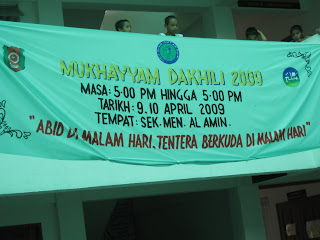 MUKHAYYAM DAKHILI 2009
MASA: 5:00 PM HINGGA 5:00 PM
TARIKH: 9.10 APRIL 2009
TEMPAT: SEK. MEN. AL AMIN.
"ABID DI MALAM HARI, TENTERA BERKUDA DI MALAM HARI"